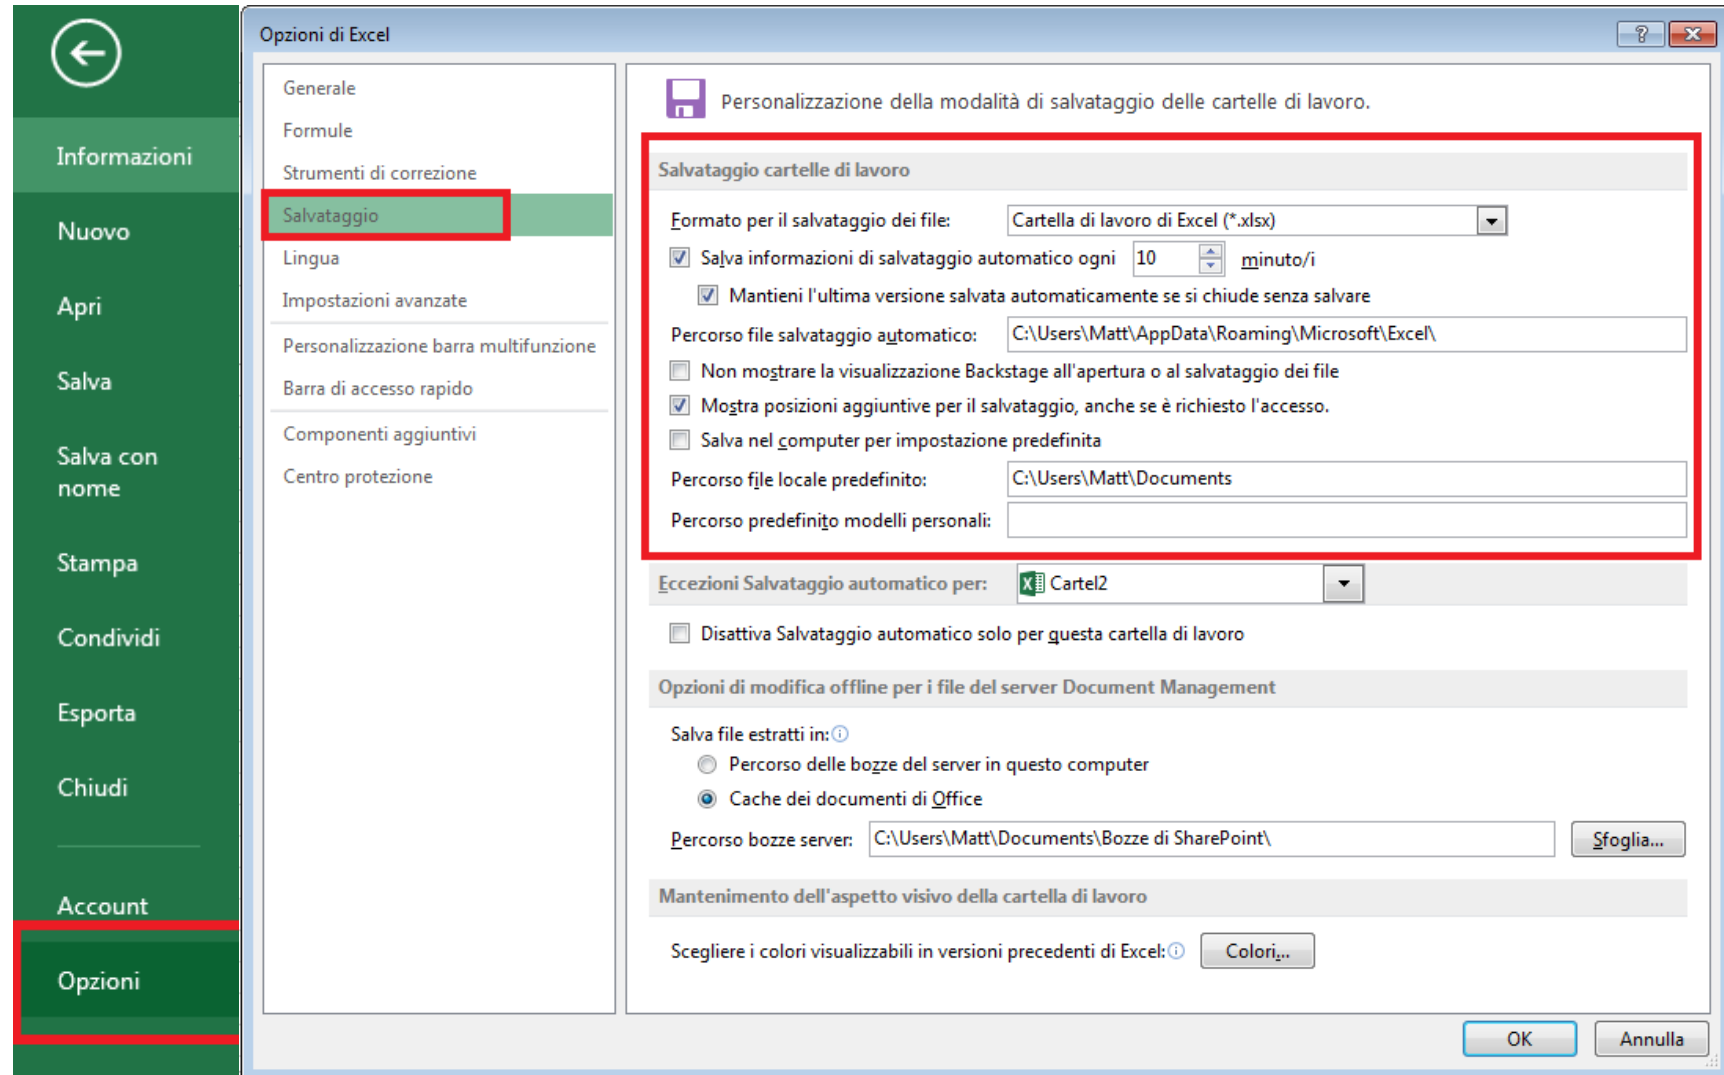 Informazioni
Nuovo
Apri
Salva
Salva con
nome
Stampa
Condividi
Esporta
Chiudi
Account
Opzioni
Opzioni di Excel
Generale
Formule
Strumenti di correzione
Salvataggio
Lingua
Impostazioni avanzate
Personalizzazione barra multifunzione
Barra di accesso rapido
Componenti aggiuntivi
Centro protezione
Personalizzazione della modalità di salvataggio delle cartelle di lavoro.
Salvataggio cartelle di lavoro
Formato per il salvataggio dei file: Cartella di lavoro di Excel (*.xlsx)
Salva informazioni di salvataggio automatico ogni 10 minuto/i
Mantieni l'ultima versione salvata automaticamente se si chiude senza salvare
Percorso file salvataggio automatico: C:\Users\Matt\AppData\Roaming\Microsoft\Excel\
Non mostrare la visualizzazione Backstage all'apertura o al salvataggio dei file
Mostra posizioni aggiuntive per il salvataggio, anche se è richiesto l'accesso.
Salva nel computer per impostazione predefinita
Percorso file locale predefinito: C:\Users\Matt\Documents
Percorso predefinito modelli personali:
Eccezioni Salvataggio automatico per: Cartel2
Disattiva Salvataggio automatico solo per questa cartella di lavoro
Opzioni di modifica offline per i file del server Document Management
Salva file estratti in:
Percorso delle bozze del server in questo computer
Cache dei documenti di Office
Percorso bozze server: C:\Users\Matt\Documents\Bozze di SharePoint\ Sfoglia...
Mantenimento dell'aspetto visivo della cartella di lavoro
Scegliere i colori visualizzabili in versioni precedenti di Excel: Colori...
OK Annulla